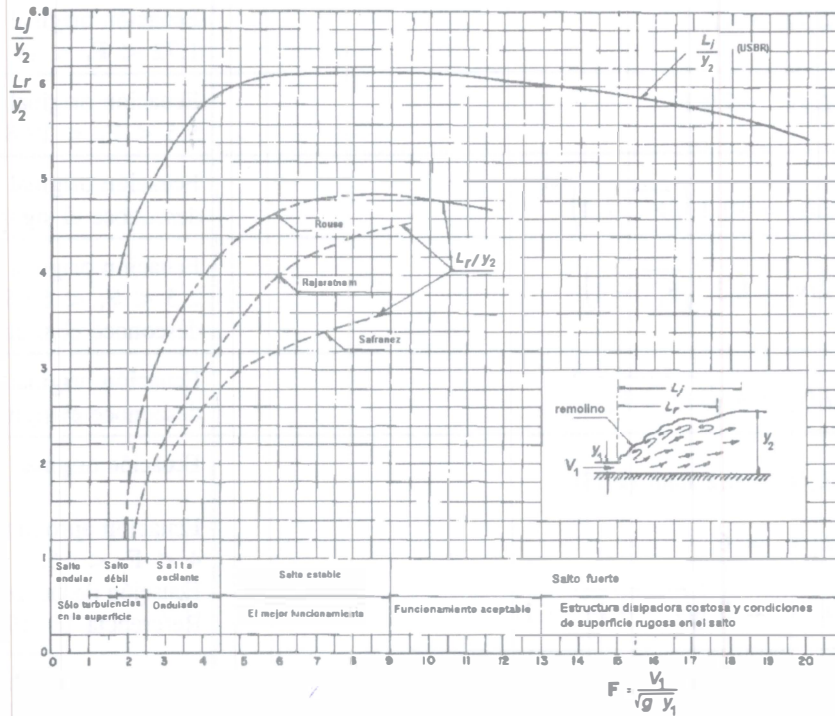 6.8
Lj
y2
Lr
y2
6
5
4
3
2
1
0
Lj
y2
(USBR)
Rouse
Lr/y2
Rajaratnam
Safranez
Lj
Lr
remolino
y1
V1
y2
Salto ondular
Salto débil
Salto oscilante
Salto estable
Salto fuerte
Sólo turbulencias en la superficie
Ondulado
El mejor funcionamiento
Funcionamiento aceptable
Estructura disipadora costosa y condiciones
de superficie rugosa en el salto
0 1 2 3 4 5 6 7 8 9 10 11 12 13 14 15 16 17 18 19 20
F = V1
√g y1